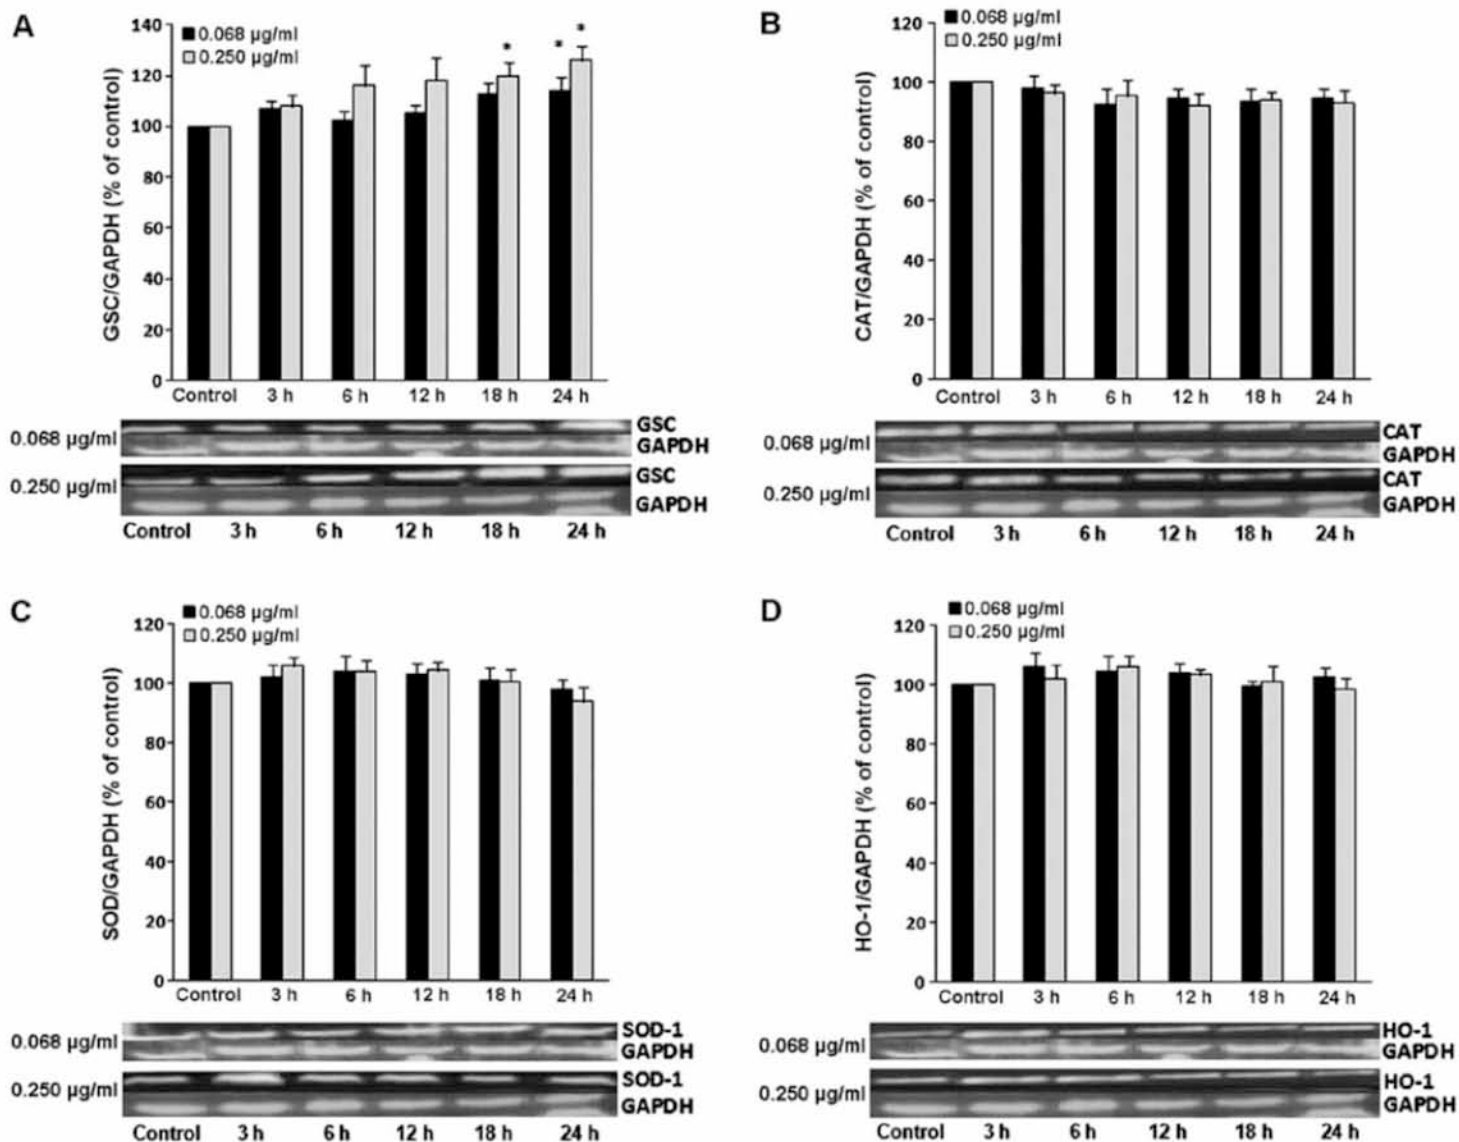 A
0.068 µg/ml
0.250 µg/ml
GSC/GAPDH (% of control)
140
120
100
80
60
40
20
0
* * *
Control 3 h 6 h 12 h 18 h 24 h
0.068 µg/ml GSC
GAPDH
0.250 µg/ml GSC
GAPDH
Control 3 h 6 h 12 h 18 h 24 h
B
0.068 µg/ml
0.250 µg/ml
CAT/GAPDH (% of control)
120
100
80
60
40
20
0
Control 3 h 6 h 12 h 18 h 24 h
0.068 µg/ml CAT
GAPDH
0.250 µg/ml CAT
GAPDH
Control 3 h 6 h 12 h 18 h 24 h
C
0.068 µg/ml
0.250 µg/ml
SOD/GAPDH (% of control)
120
100
80
60
40
20
0
Control 3 h 6 h 12 h 18 h 24 h
0.068 µg/ml SOD-1
GAPDH
0.250 µg/ml SOD-1
GAPDH
Control 3 h 6 h 12 h 18 h 24 h
D
0.068 µg/ml
0.250 µg/ml
HO-1/GAPDH (% of control)
120
100
80
60
40
20
0
Control 3 h 6 h 12 h 18 h 24 h
0.068 µg/ml HO-1
GAPDH
0.250 µg/ml HO-1
GAPDH
Control 3 h 6 h 12 h 18 h 24 h